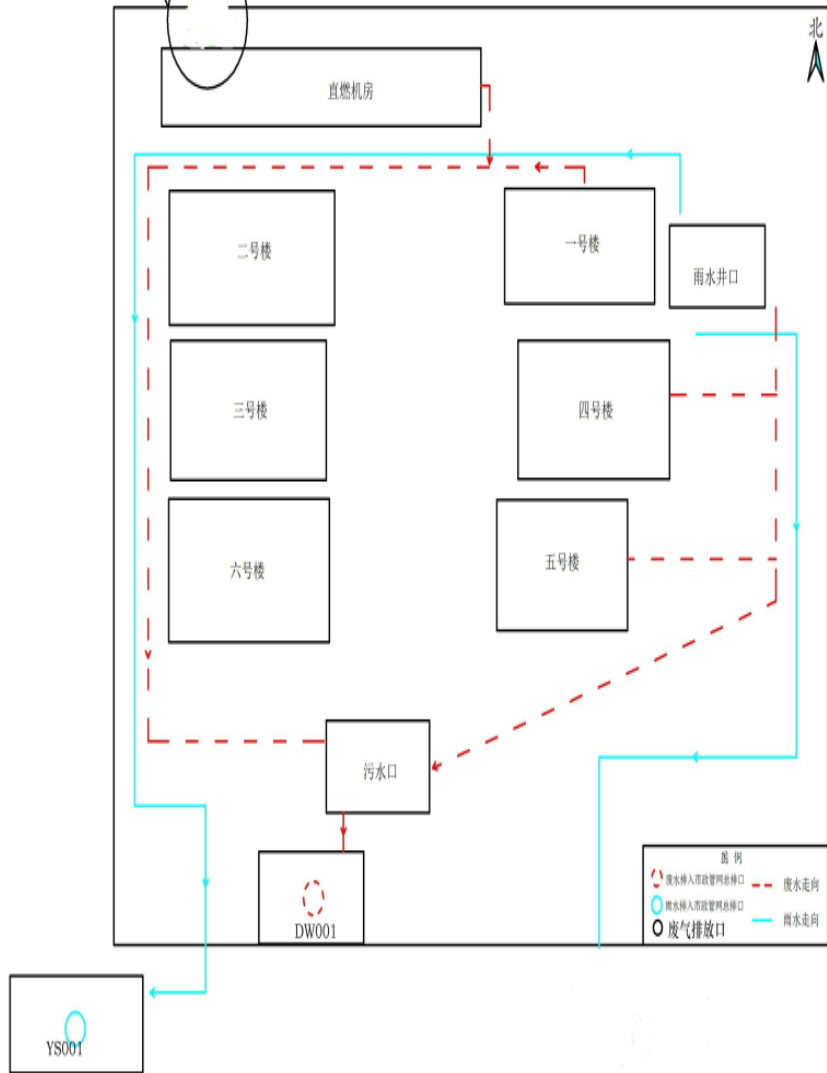 北
直燃机房
二号楼
一号楼
雨水井口
三号楼
四号楼
六号楼
五号楼
污水口
DW001
图 例
废水排入市政管网总排口
废水走向
雨水排入市政管网总排口
雨水走向
废气排放口
YS001